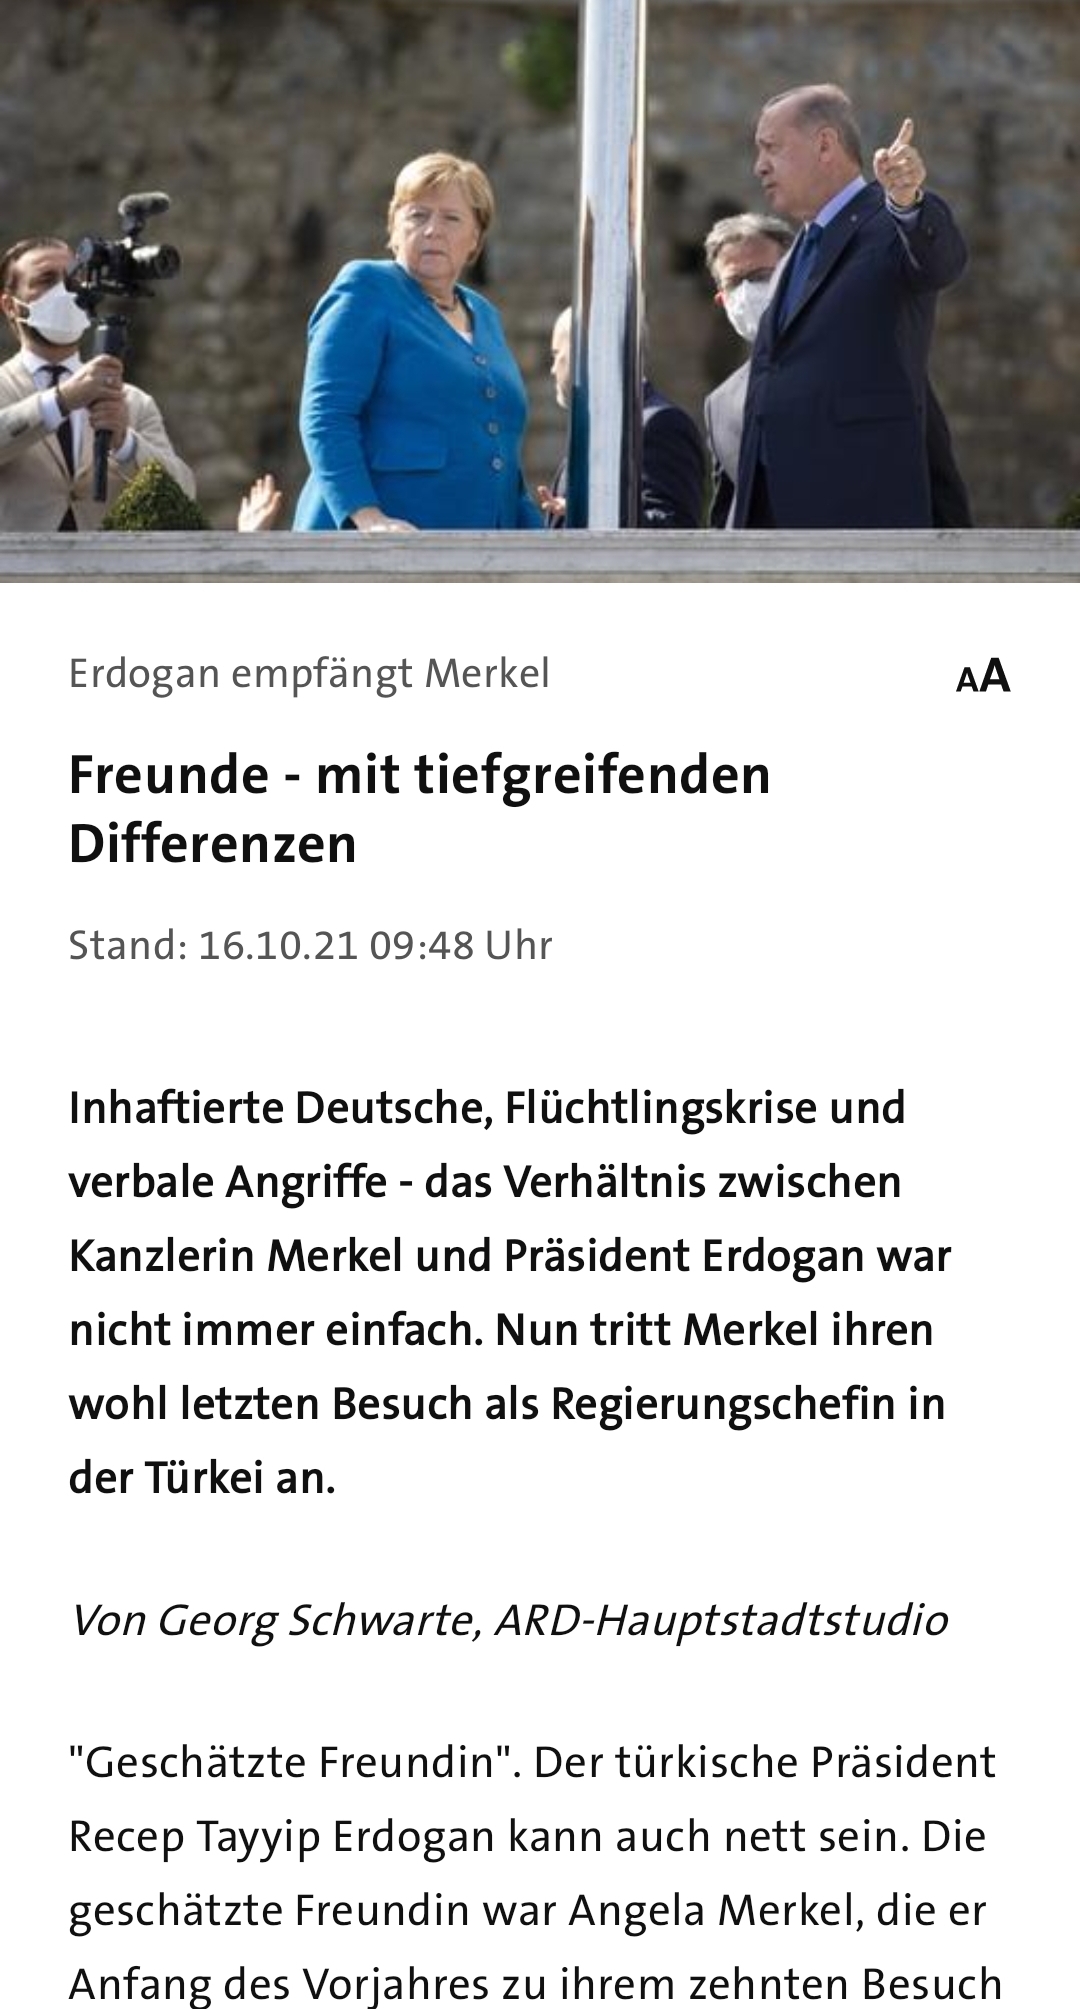 Erdogan empfängt Merkel
AA
Freunde - mit tiefgreifenden
Differenzen
Stand: 16.10.21 09:48 Uhr
Inhaftierte Deutsche, Flüchtlingskrise und
verbale Angriffe - das Verhältnis zwischen
Kanzlerin Merkel und Präsident Erdogan war
nicht immer einfach. Nun tritt Merkel ihren
wohl letzten Besuch als Regierungschefin in
der Türkei an.
Von Georg Schwarte, ARD-Hauptstadtstudio
"Geschätzte Freundin". Der türkische Präsident
Recep Tayyip Erdogan kann auch nett sein. Die
geschätzte Freundin war Angela Merkel, die er
Anfang des Vorjahres zu ihrem zehnten Besuch